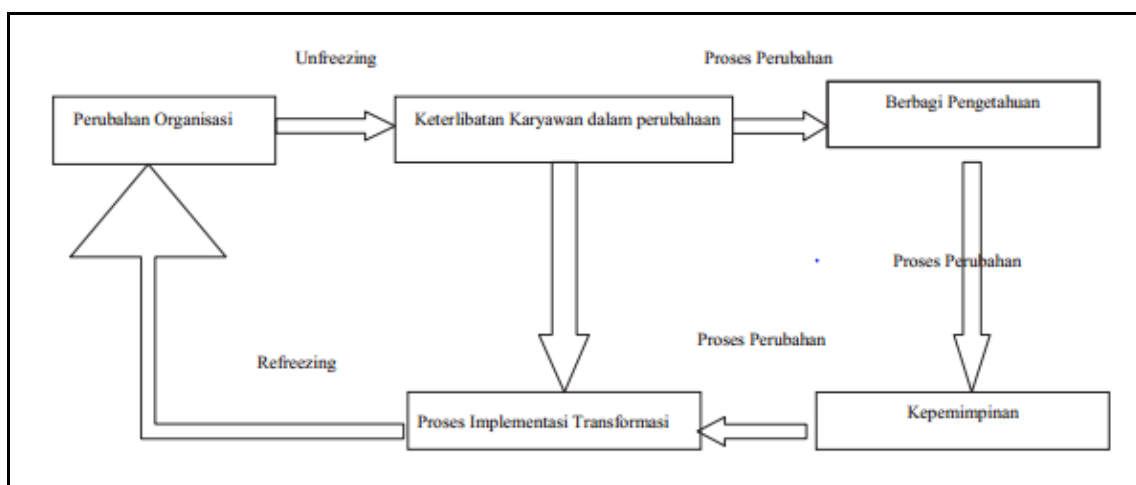 Unfreezing
Proses Perubahan
Perubahan Organisasi
Keterlibatan Karyawan dalam perubahaan
Berbagi Pengetahuan
Proses Perubahan
Proses Perubahan
Refreezing
Proses Implementasi Transformasi
Kepemimpinan